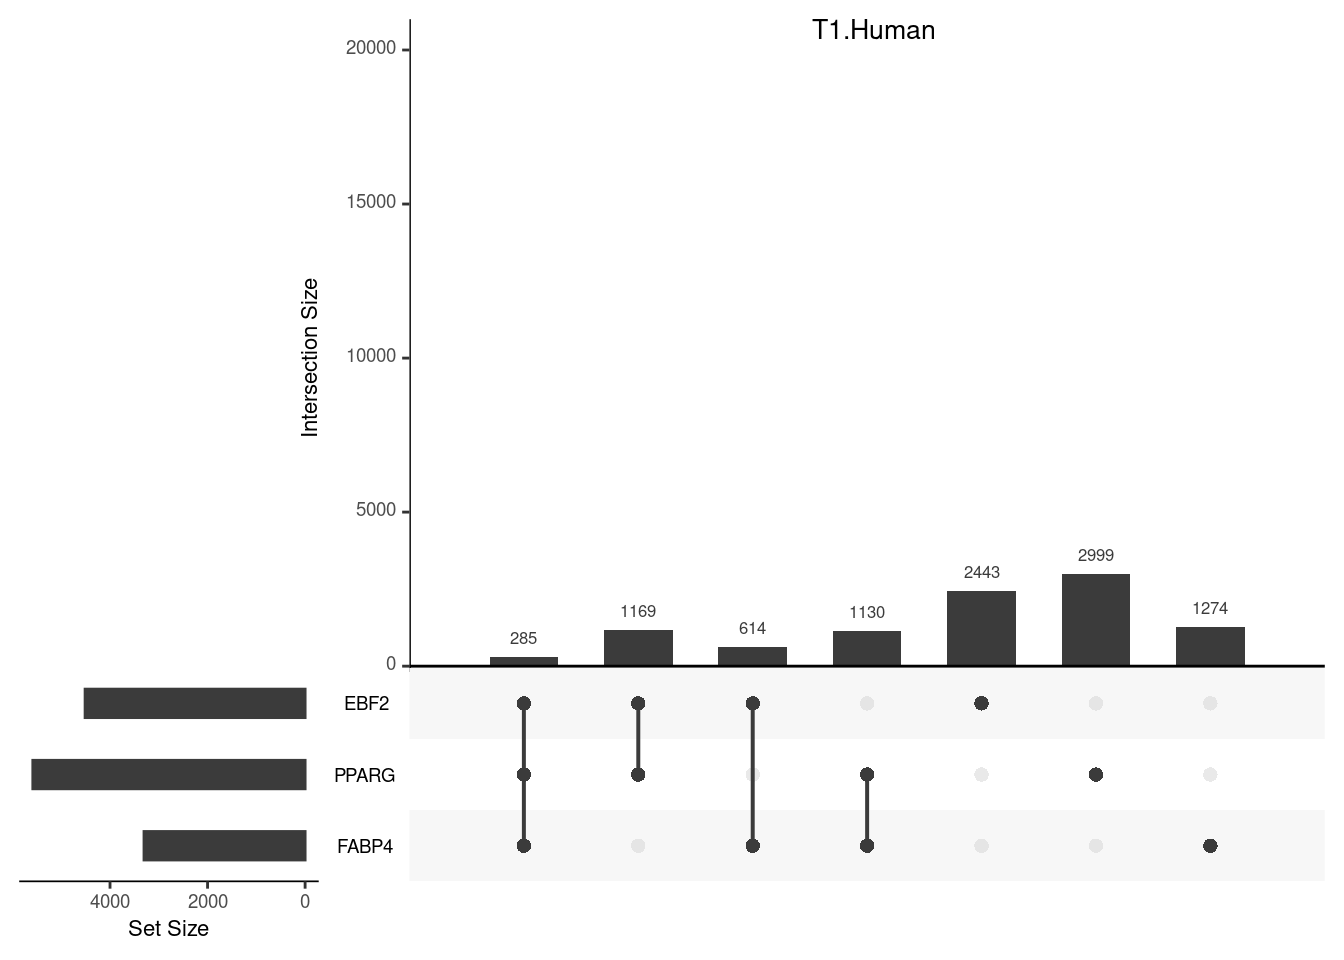 T1.Human
20000
15000
10000
5000
0
Intersection Size
285
1169
614
1130
2443
2999
1274
EBF2
PPARG
FABP4
4000 2000 0
Set Size